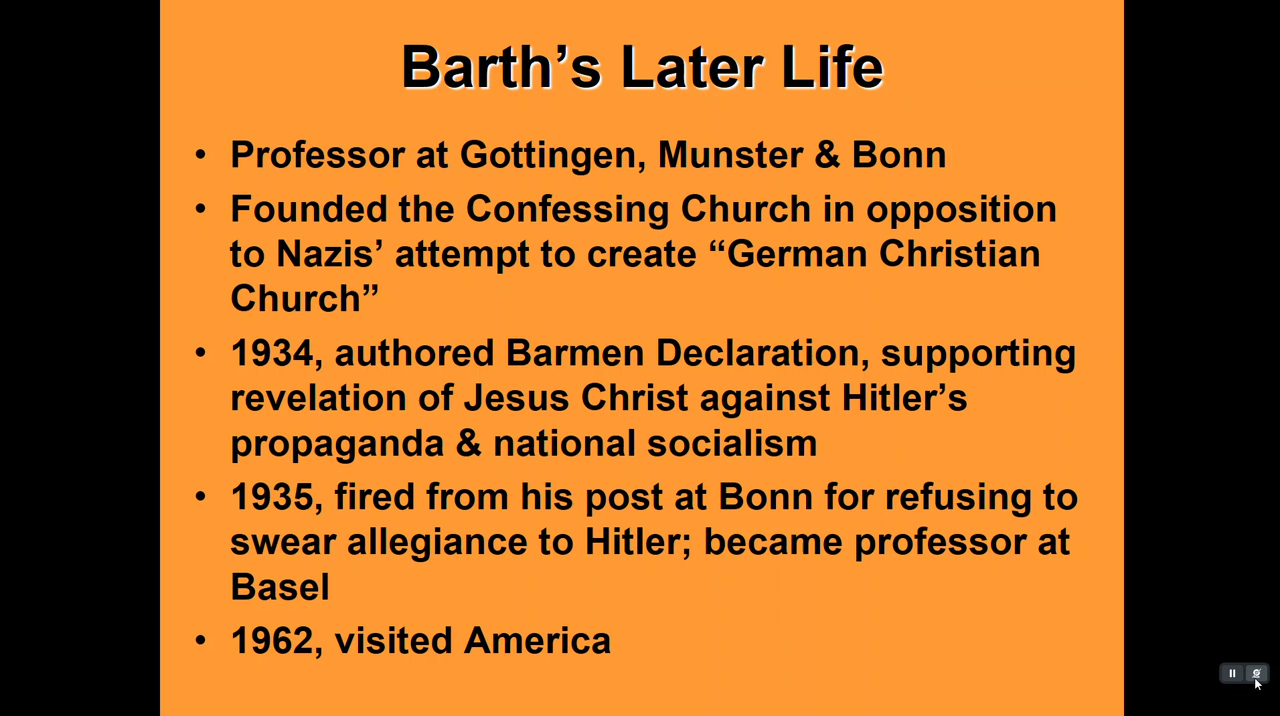 Barth’s Later Life
• Professor at Gottingen, Munster & Bonn
• Founded the Confessing Church in opposition
to Nazis’ attempt to create “German Christian
Church”
• 1934, authored Barmen Declaration, supporting
revelation of Jesus Christ against Hitler’s
propaganda & national socialism
• 1935, fired from his post at Bonn for refusing to
swear allegiance to Hitler; became professor at
Basel
• 1962, visited America